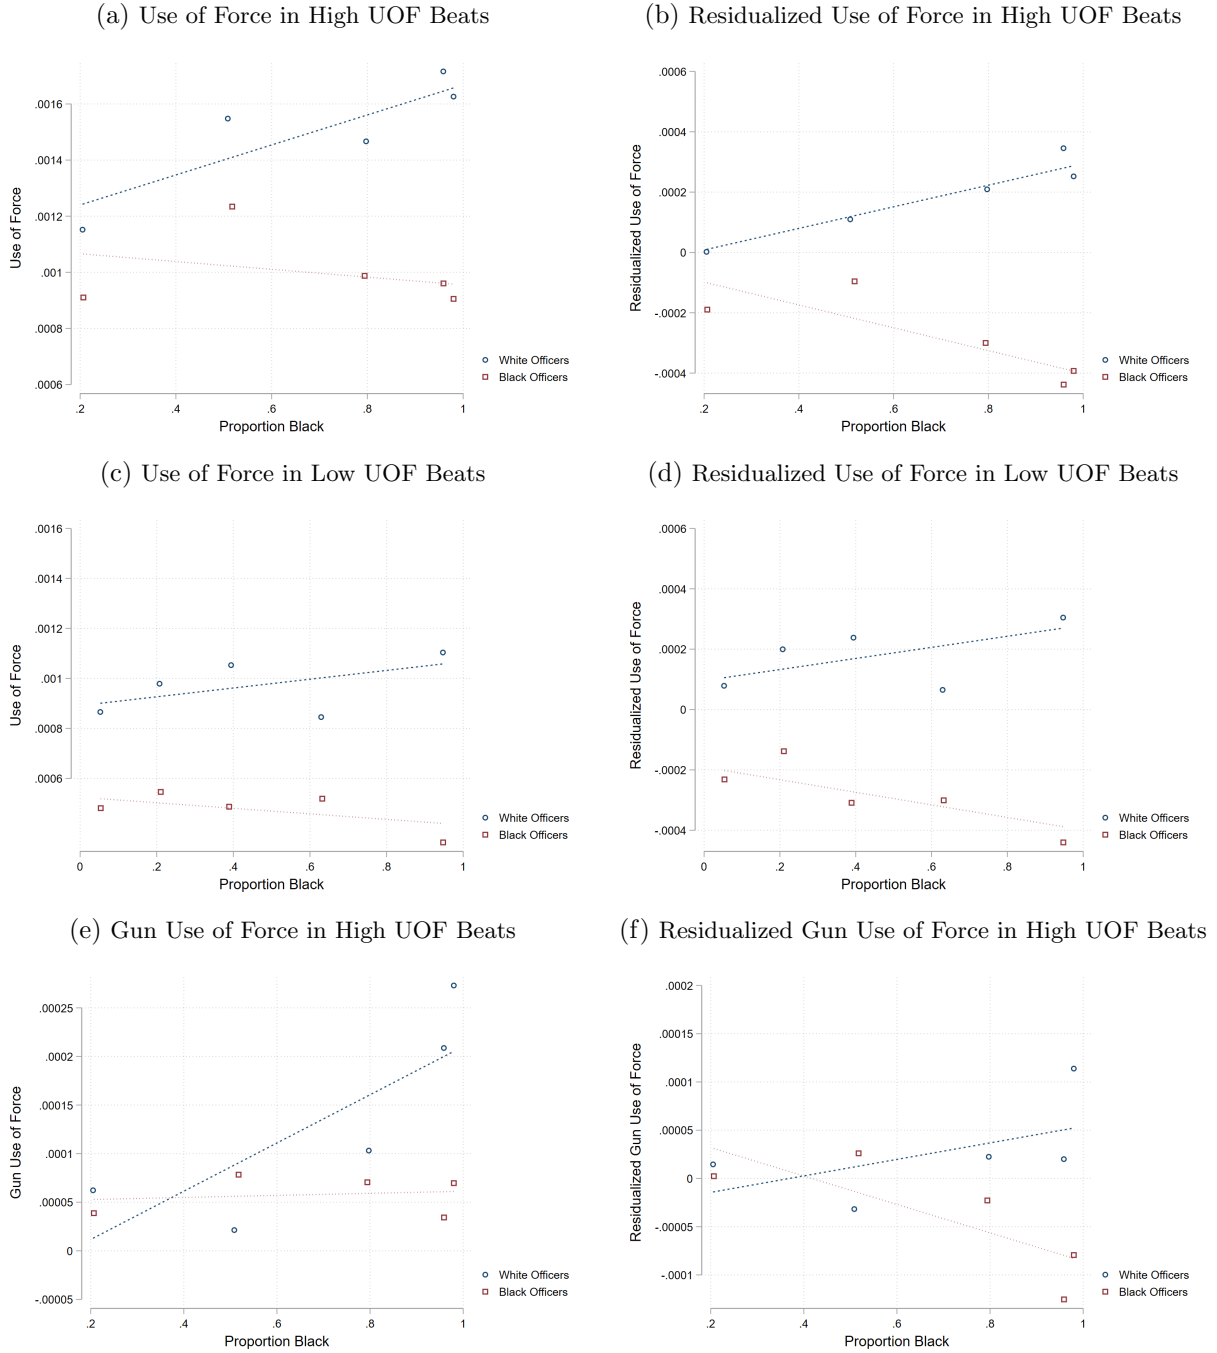 (a) Use of Force in High UOF Beats
Use of Force
.0016
.0014
.0012
.001
.0008
.0006
.2 .4 .6 .8 1
Proportion Black
White Officers
Black Officers
(b) Residualized Use of Force in High UOF Beats
Residualized Use of Force
.0006
.0004
.0002
0
-.0002
-.0004
.2 .4 .6 .8 1
Proportion Black
White Officers
Black Officers
(c) Use of Force in Low UOF Beats
Use of Force
.0016
.0014
.0012
.001
.0008
.0006
0 .2 .4 .6 .8 1
Proportion Black
White Officers
Black Officers
(d) Residualized Use of Force in Low UOF Beats
Residualized Use of Force
.0006
.0004
.0002
0
-.0002
-.0004
0 .2 .4 .6 .8 1
Proportion Black
White Officers
Black Officers
(e) Gun Use of Force in High UOF Beats
Gun Use of Force
.00025
.0002
.00015
.0001
.00005
0
-.00005
.2 .4 .6 .8 1
Proportion Black
White Officers
Black Officers
(f) Residualized Gun Use of Force in High UOF Beats
Residualized Gun Use of Force
.0002
.00015
.0001
.00005
0
-.00005
-.0001
.2 .4 .6 .8 1
Proportion Black
White Officers
Black Officers